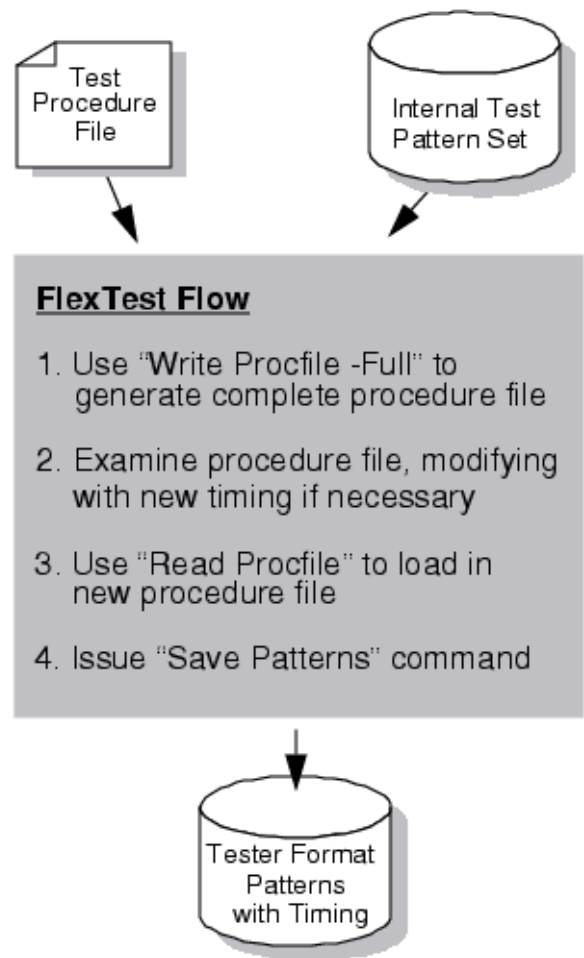 Test
Procedure
File
Internal Test
Pattern Set
FlexTest Flow
1. Use “Write Procfile -Full” to
generate complete procedure file
2. Examine procedure file, modifying
with new timing if necessary
3. Use “Read Procfile” to load in
new procedure file
4. Issue “Save Patterns” command
Tester Format
Patterns
with Timing